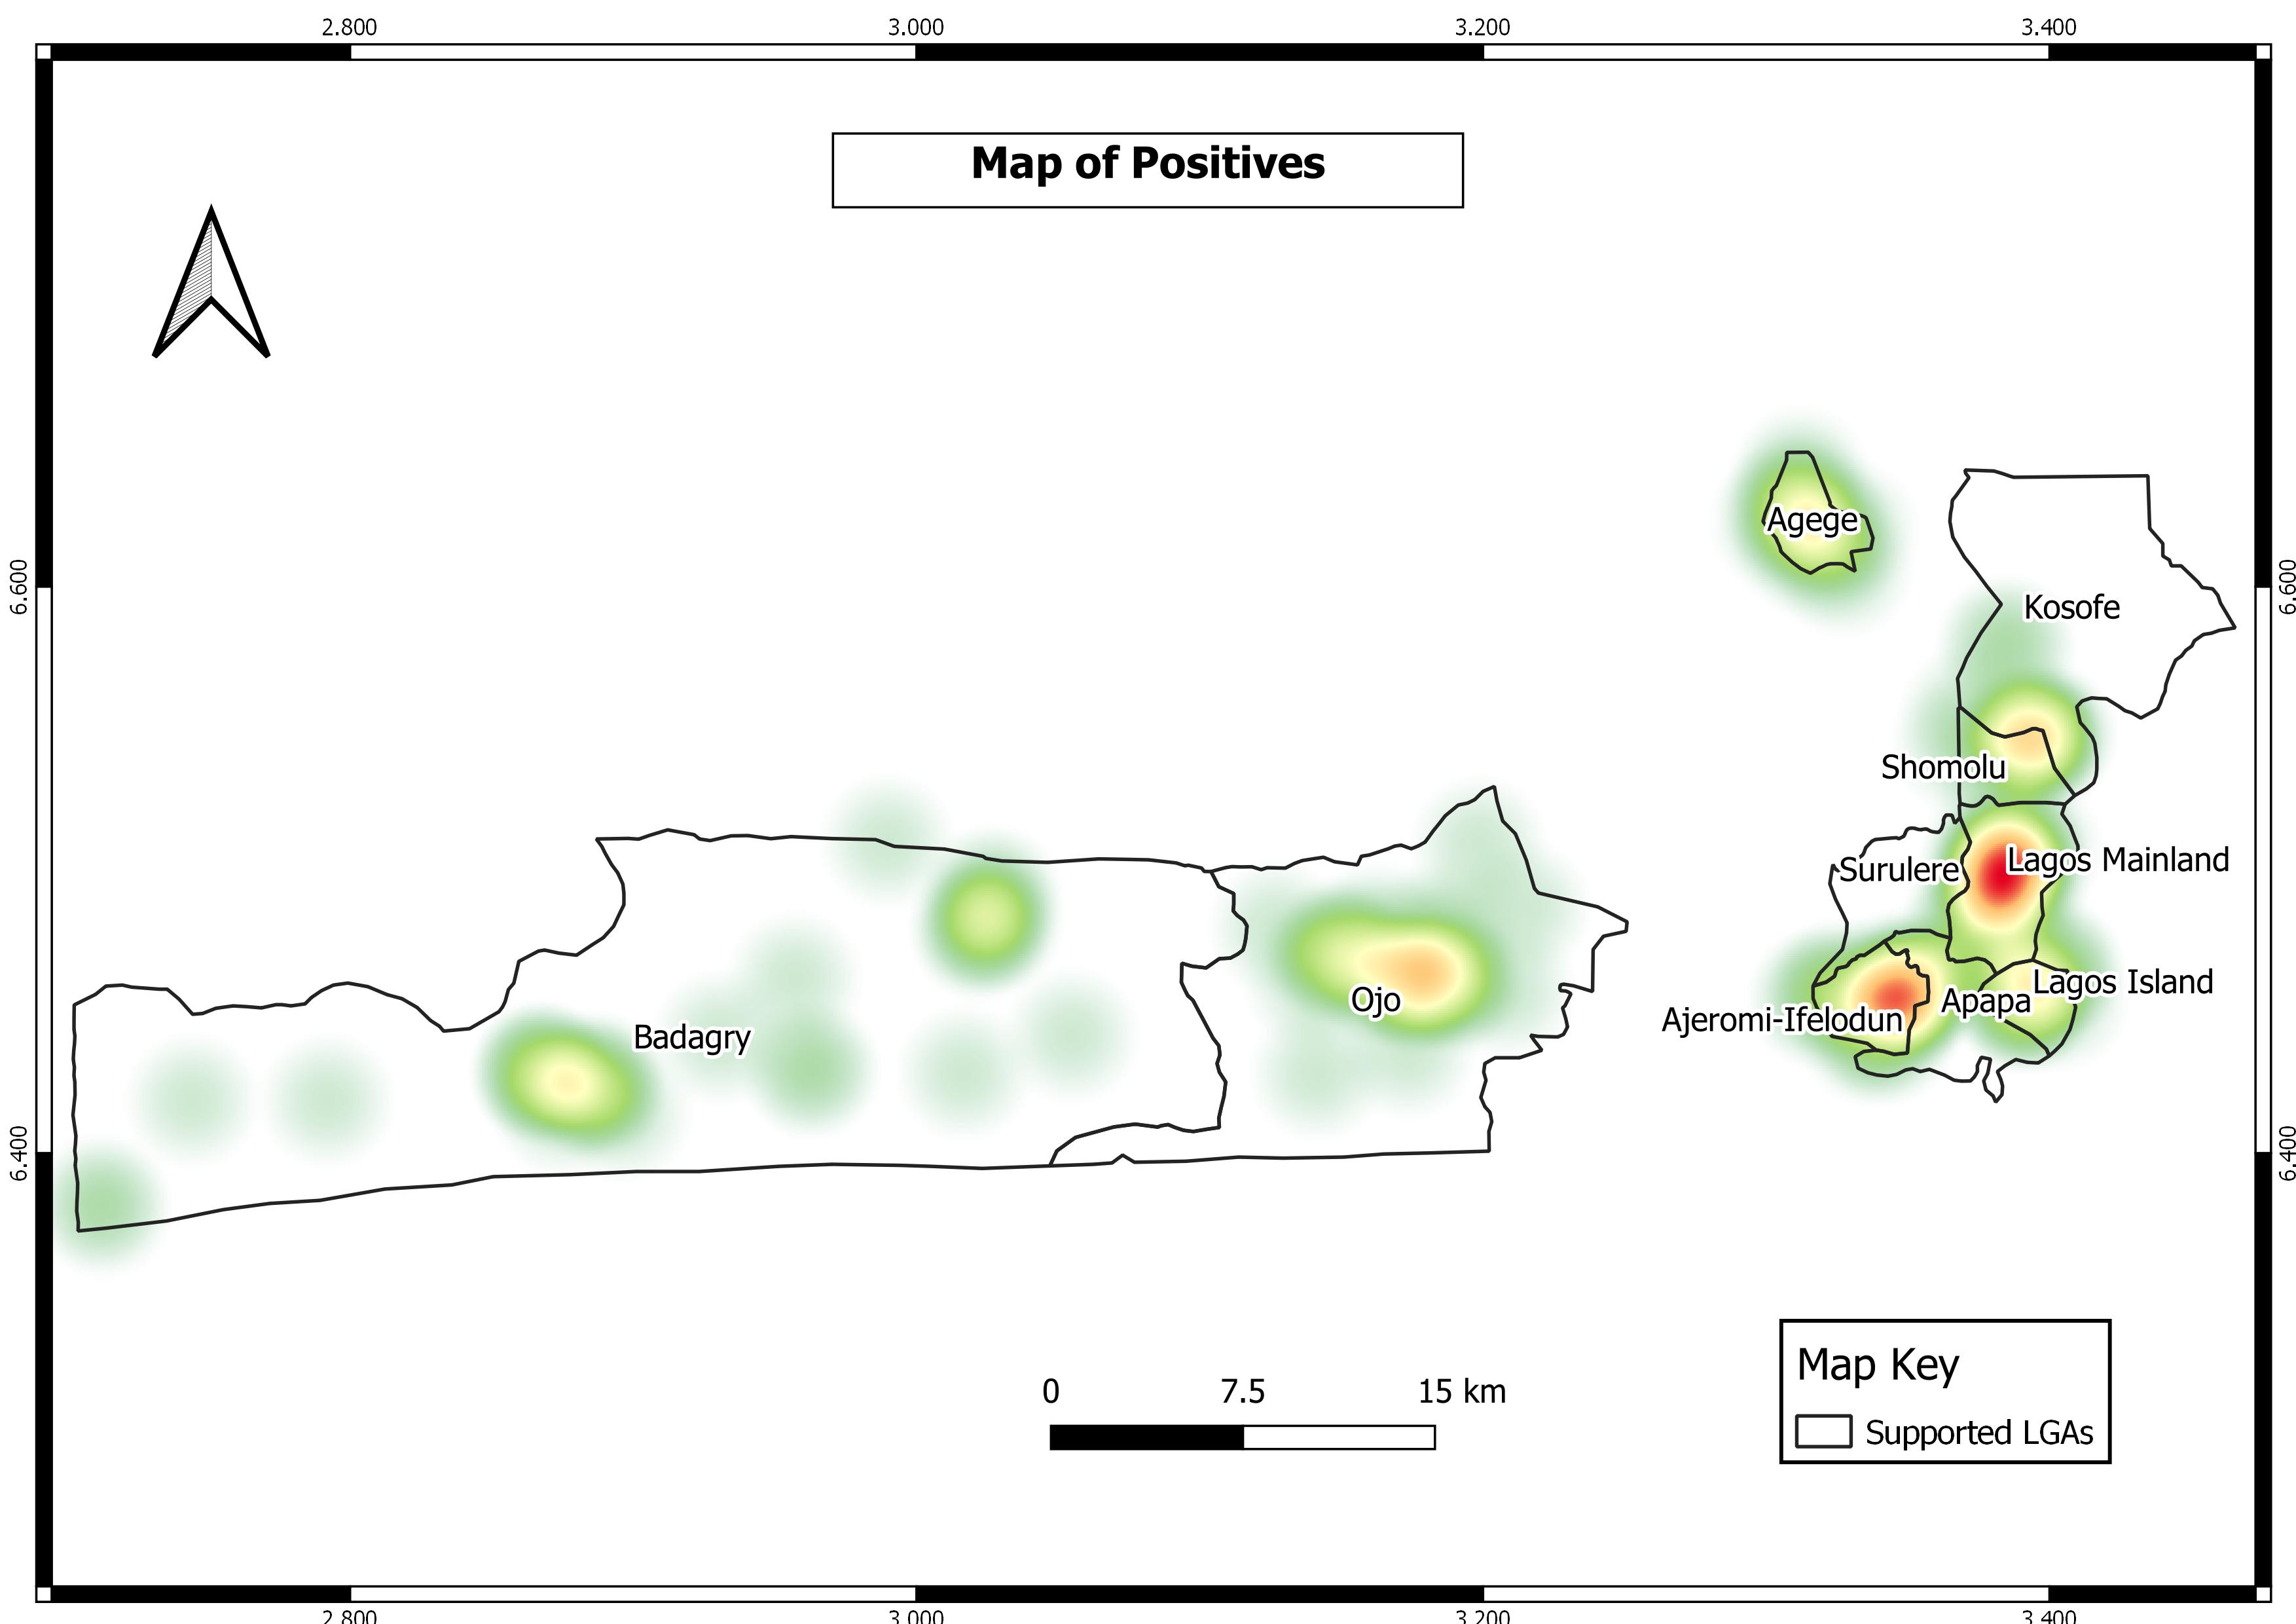 2.800 3.000 3.200 3.400
Map of Positives
6.600 6.600
Agege
Kosofe
Shomolu
Surulere Lagos Mainland
Ojo Apapa Lagos Island
Badagry Ajeromi-Ifelodun
6.400 6.400
0 7.5 15 km
Map Key
Supported LGAs
2.800 3.000 3.200 3.400